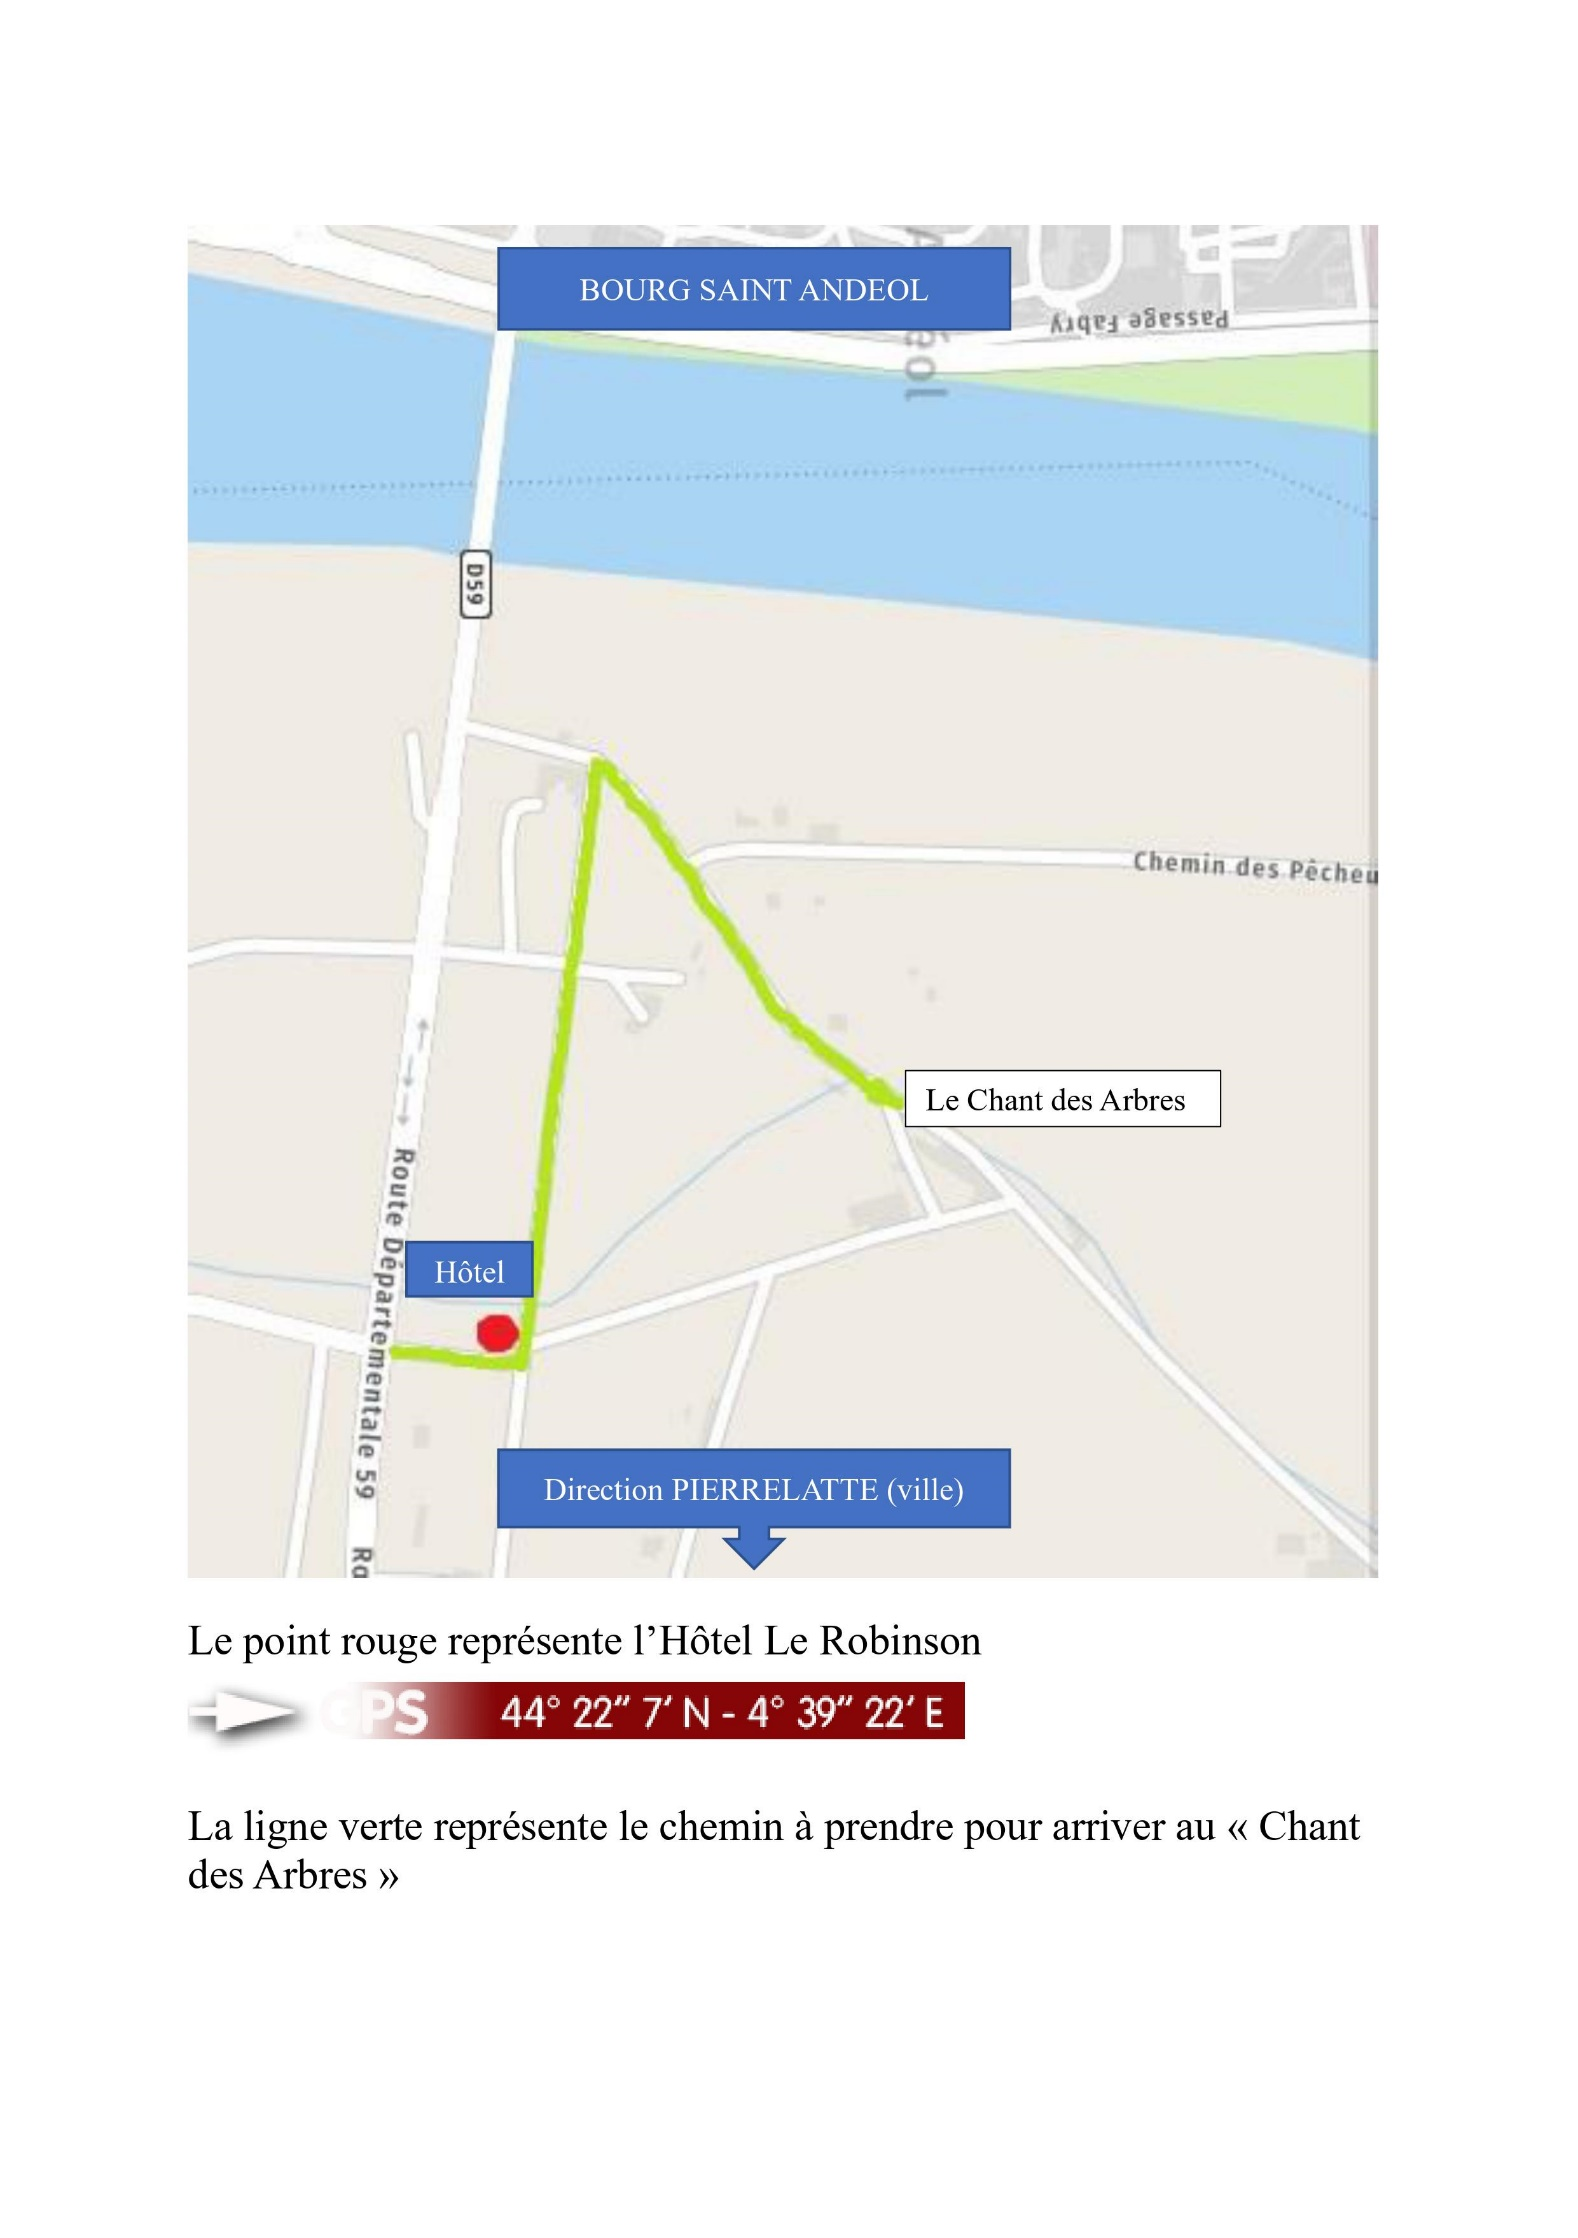 BOURG SAINT ANDEOL
Passage Fabry
éol
D59
Chemin des Pêcheu
Le Chant des Arbres
Route Départementale 59
Hôtel
Direction PIERRELATTE (ville)
Ro
Le point rouge représente l’Hôtel Le Robinson
GPS 44° 22” 7’ N - 4° 39” 22’ E
La ligne verte représente le chemin à prendre pour arriver au « Chant
des Arbres »